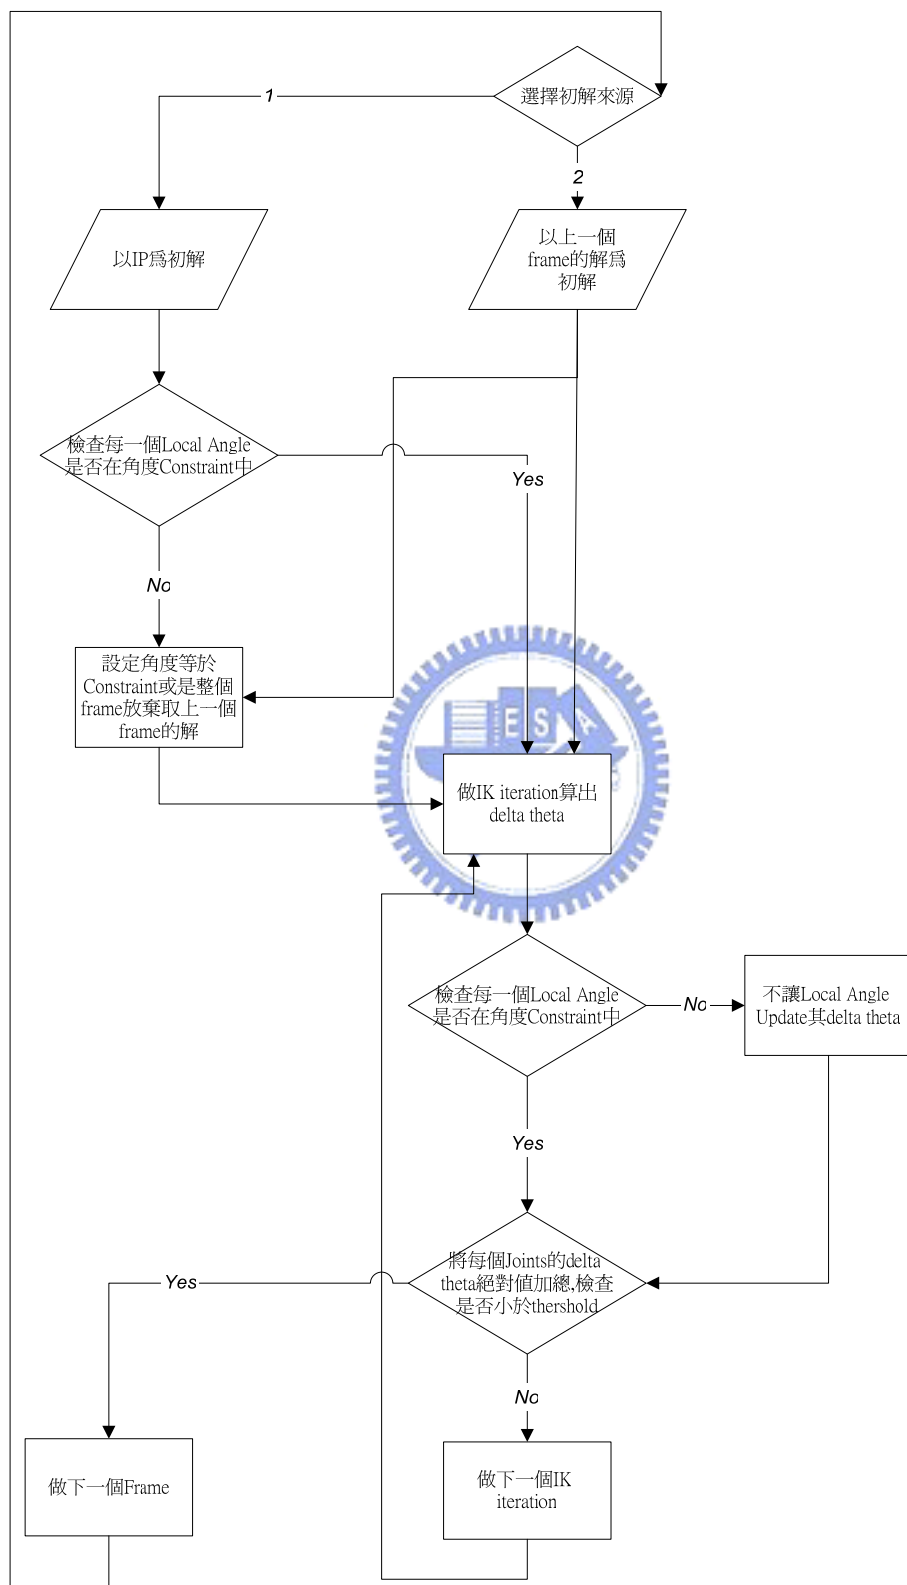 選擇初解來源
1
2
以IP爲初解
以上一個
frame的解爲
初解
檢查每一個Local Angle
是否在角度Constraint中
Yes
No
設定角度等於
Constraint或是整個
frame放棄取上一個
frame的解
ESA
做IK iteration算出
delta theta
檢查每一個Local Angle
是否在角度Constraint中
No
不讓Local Angle
Update其delta theta
Yes
將每個Joints的delta
theta絕對值加總,檢查
是否小於thershold
Yes
No
做下一個Frame
做下一個IK
iteration